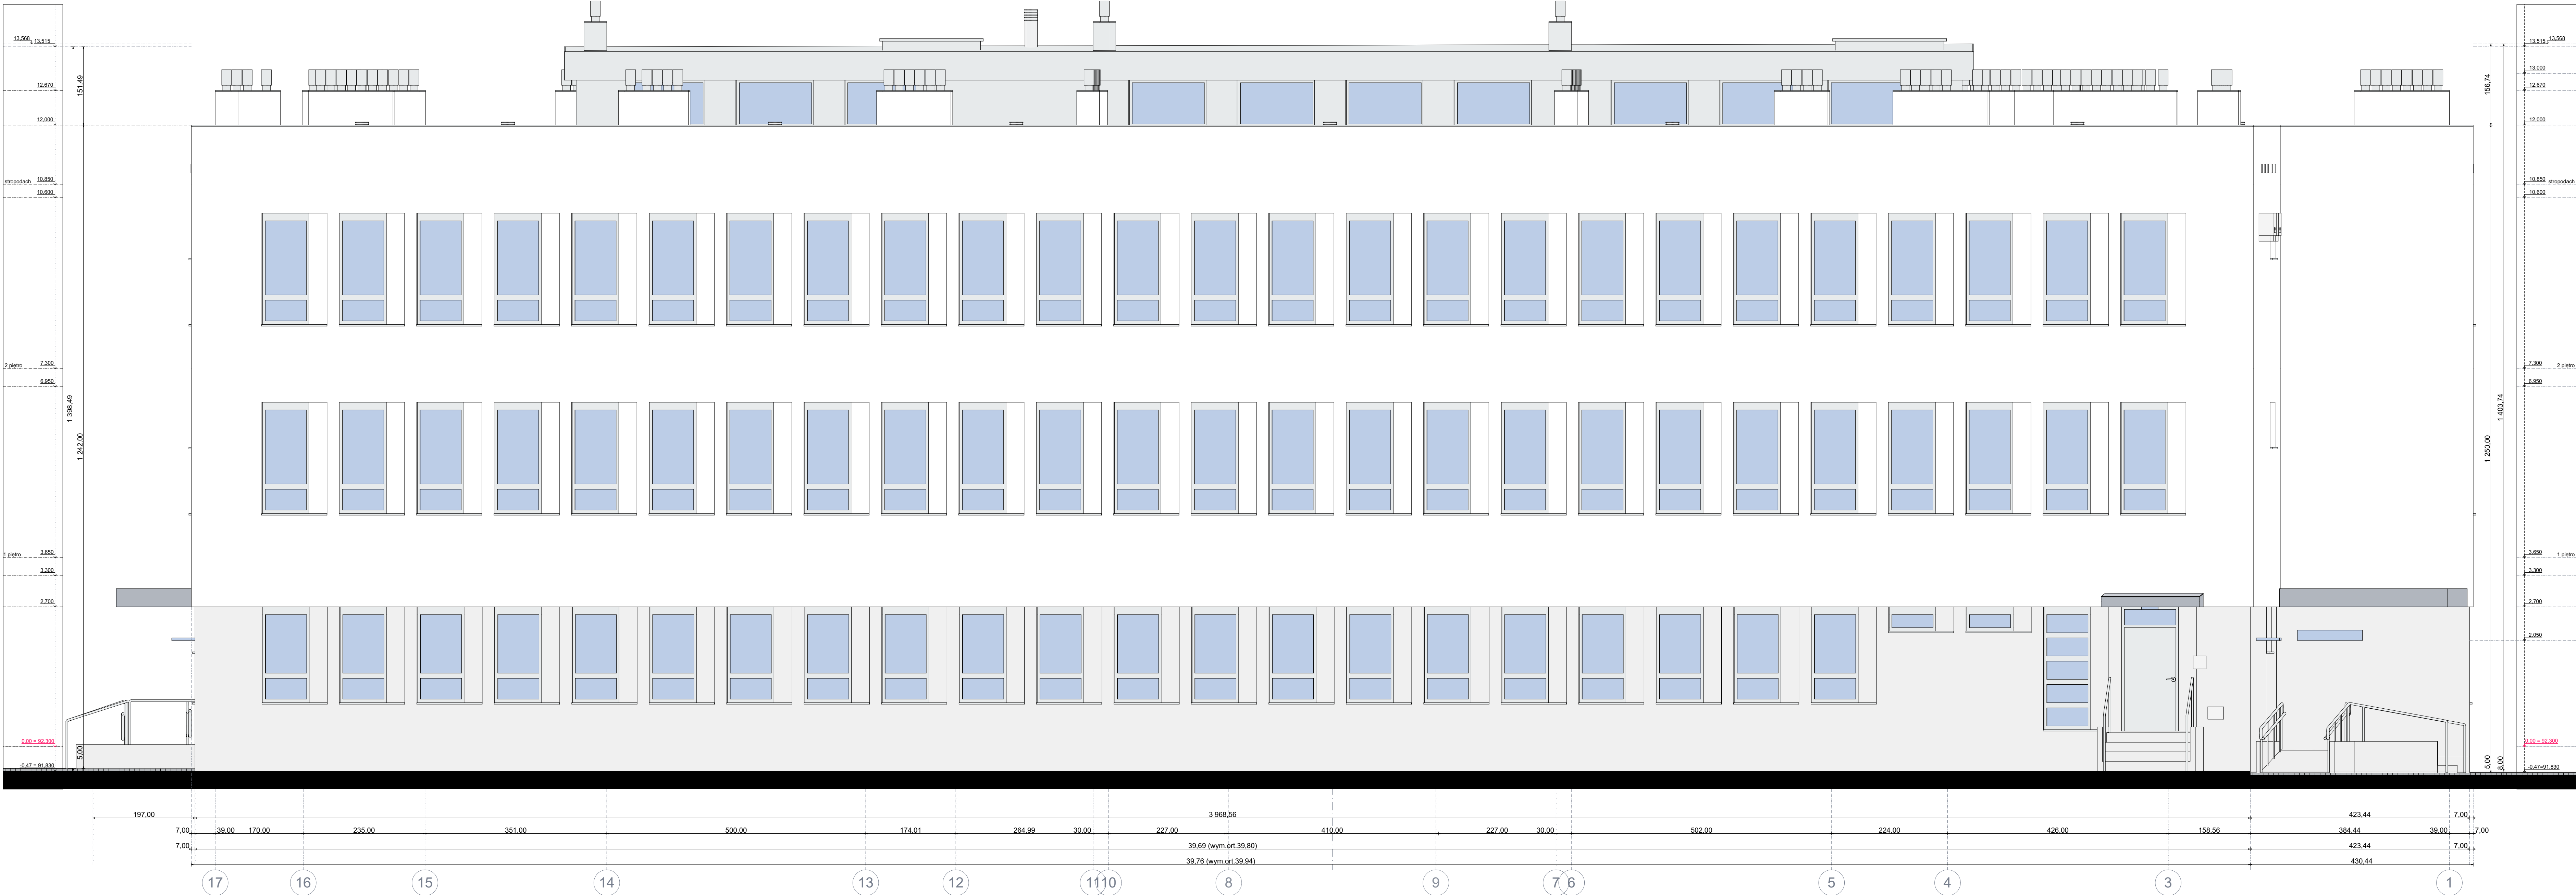 13,568
13,515
12,670
12,000
stropodach 10,850
10,600
2 piętro 7,300
6,950
1 piętro 3,650
3,300
2,700
0,00 = 92,300
-0,47 = 91,830
151,49
1 398,49
1 242,00
5,00
13,515 13,568
13,000
12,670
12,000
10,850 stropodach
10,600
7,300 2 piętro
6,950
3,650 1 piętro
3,300
2,700
2,050
0,00 = 92,300
-0,47=91,830
156,74
1 403,74
1 250,00
5,00
8,00
197,00 3 968,56 423,44 7,00
7,00 39,00 170,00 235,00 351,00 500,00 174,01 264,99 30,00 227,00 410,00 227,00 30,00 502,00 224,00 426,00 158,56 384,44 39,00 7,00
7,00 39,69 (wym.ort.39,80) 423,44 7,00
39,76 (wym.ort.39,94) 430,44
17 16 15 14 13 12 11 10 8 9 7 6 5 4 3 1